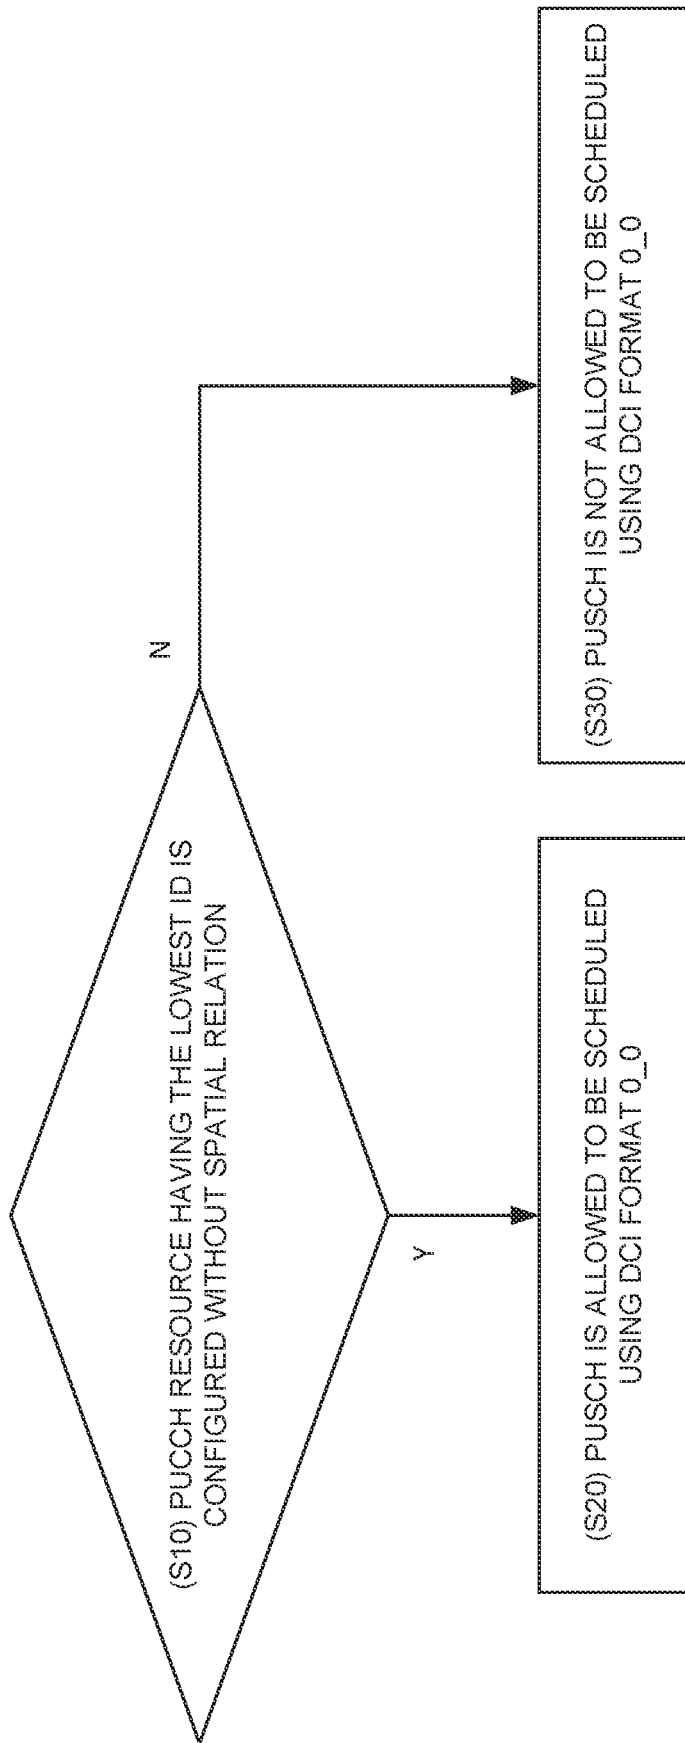 (S10) PUCCH RESOURCE HAVING THE LOWEST ID IS
CONFIGURED WITHOUT SPATIAL RELATION
N
Y
(S20) PUSCH IS ALLOWED TO BE SCHEDULED
USING DCI FORMAT 0_0
(S30) PUSCH IS NOT ALLOWED TO BE SCHEDULED
USING DCI FORMAT 0_0